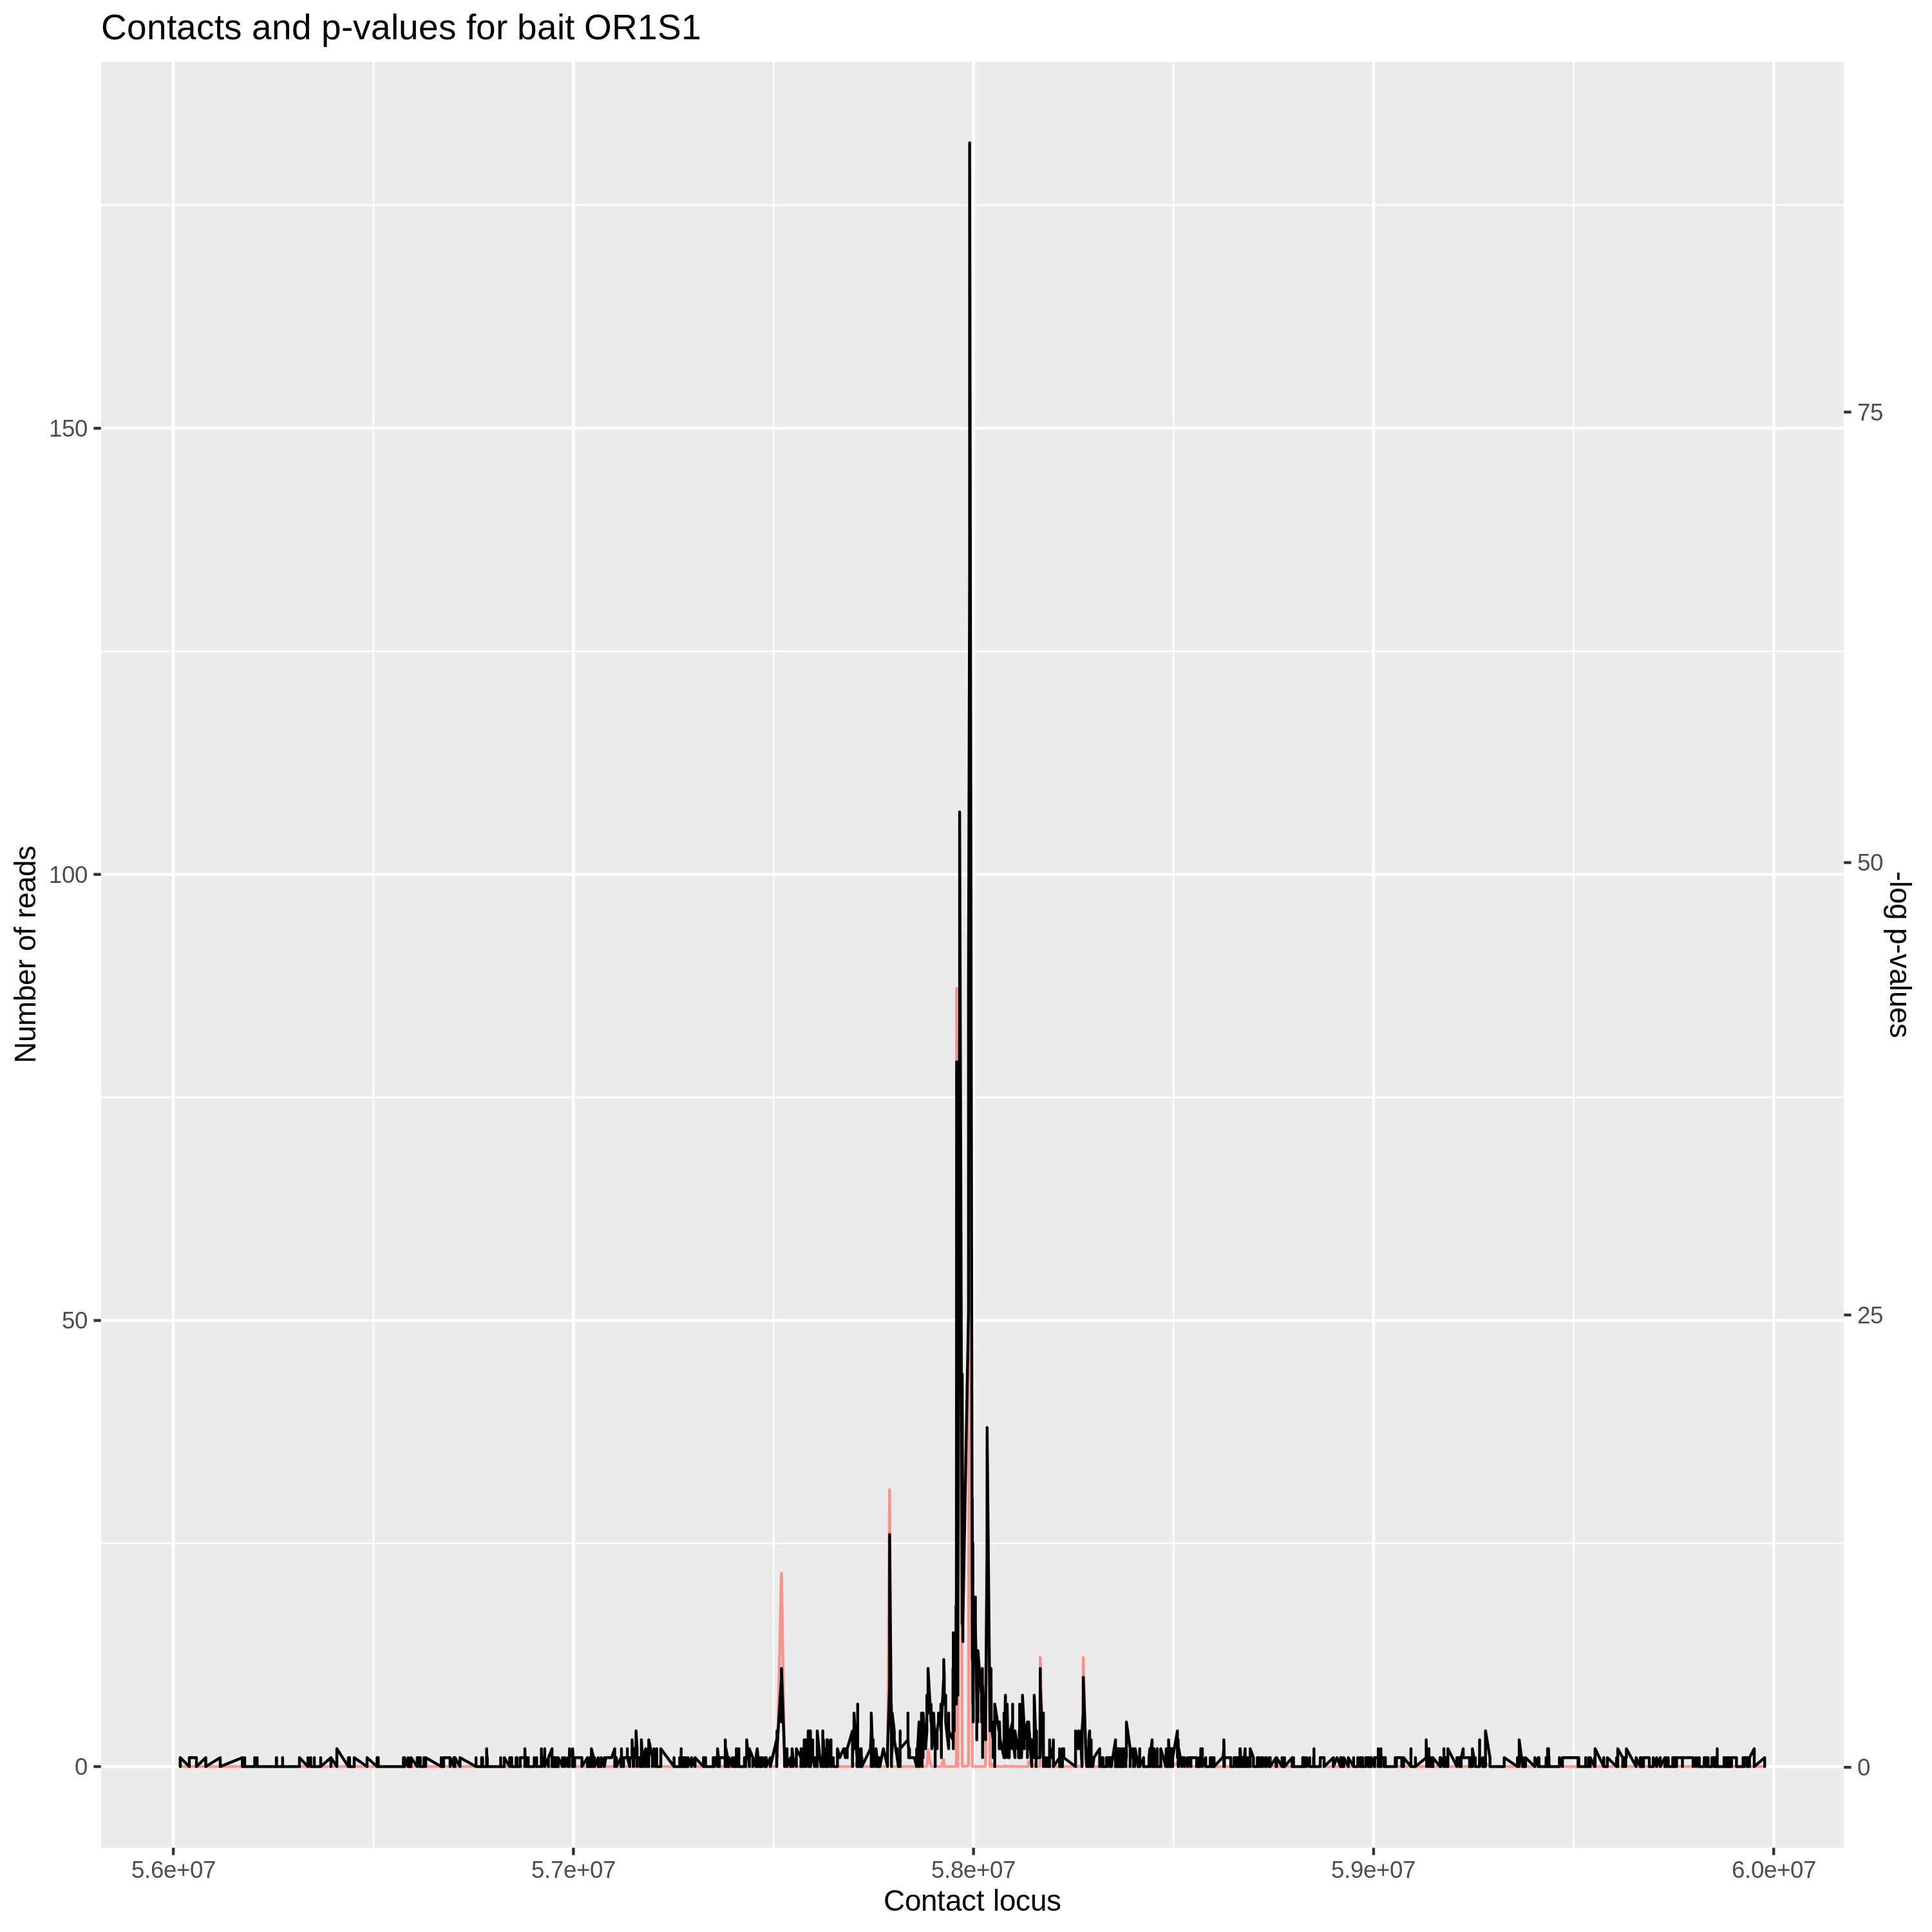 Contacts and p-values for bait OR1S1
150
100
50
0
Number of reads
75
50
25
0
-log p-values
5.6e+07 5.7e+07 5.8e+07 5.9e+07 6.0e+07
Contact locus